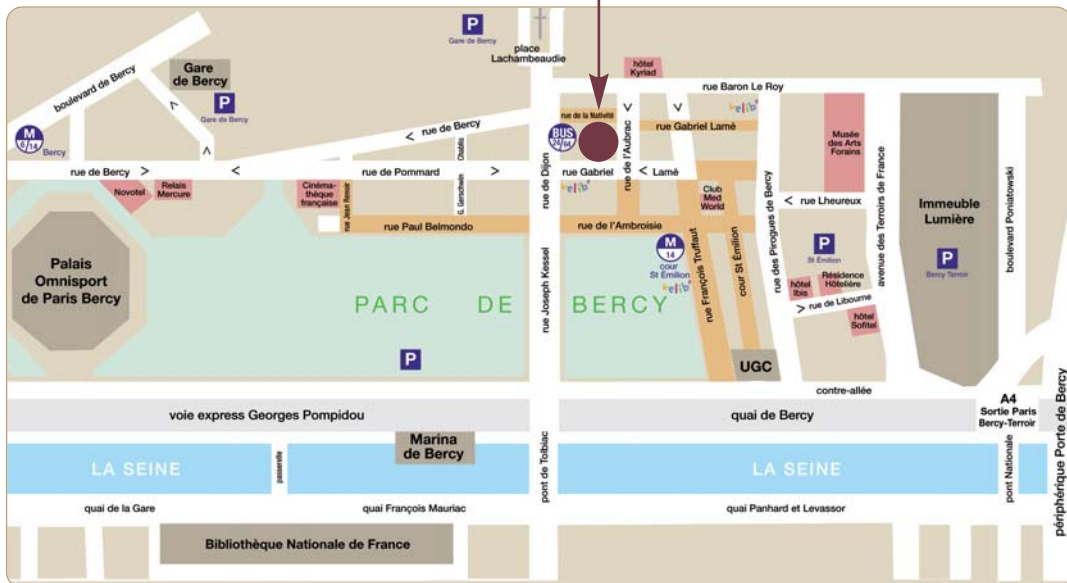 P
Gare de Bercy
place
Lachambeaudie
hôtel
Kyriad
rue Baron Le Roy
boulevard de Bercy
Gare
de Bercy
P
Gare de Bercy
rue de la Nativité
velib'
rue de Bercy
BUS
24/64
rue de l'Aubrac
rue Gabriel Lamé
Musée
des Arts
Forains
M
6/14
Bercy
Chablis
rue de Dijon
rue de Bercy
rue de Pommard
rue Gabriel
Lamé
Novotel
Relais
Mercure
Cinéma-
thèque
française
rue Jean Renoir
G. Gerschwin
velib'
Club
Med
World
rue des Pirogues de Bercy
rue Lheureux
avenue des Terroirs de France
Immeuble
Lumière
boulevard Poniatowski
rue Paul Belmondo
rue de l'Ambroisie
M
14
cour
St Émilion
velib'
rue François Truffaut
cour St Émilion
P
St Émilion
P
Bercy Terroir
Palais
Omnisport
de Paris Bercy
rue Joseph Kessel
PARC DE BERCY
hôtel
Ibis
Résidence
Hôtelière
rue de Libourne
hôtel
Sofitel
P
UGC
contre-allée
voie express Georges Pompidou
quai de Bercy
A4
Sortie Paris
Bercy-Terroir
périphérique Porte de Bercy
Marina
de Bercy
LA SEINE
passerelle
pont de Tolbiac
LA SEINE
pont Nationale
quai de la Gare
quai François Mauriac
quai Panhard et Levassor
Bibliothèque Nationale de France